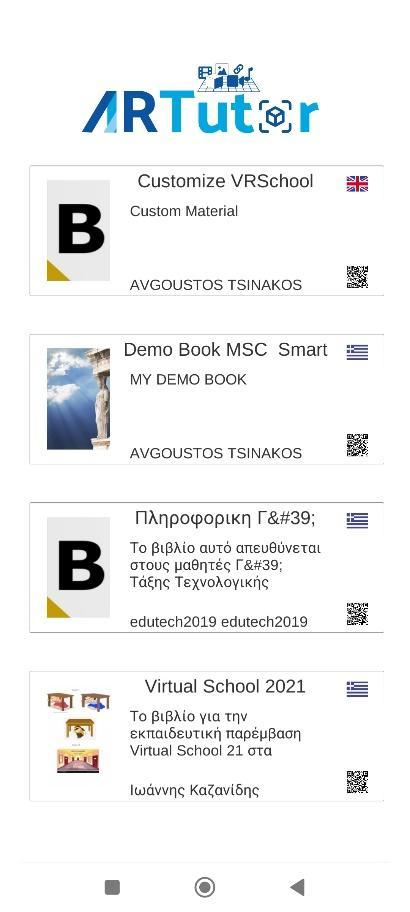 ARTutor
Customize VRSchool
B
Custom Material
AVGOUSTOS TSINAKOS
Demo Book MSC  Smart
MY DEMO BOOK
AVGOUSTOS TSINAKOS
Πληροφορικη Γ&#39;
B
Το βιβλίο αυτό απευθύνεται
στους μαθητές Γ&#39;
Τάξης Τεχνολογικής
edutech2019 edutech2019
Virtual School 2021
Το βιβλίο για την
εκπαιδευτική παρέμβαση
Virtual School 21 στα
Ιωάννης Καζανίδης